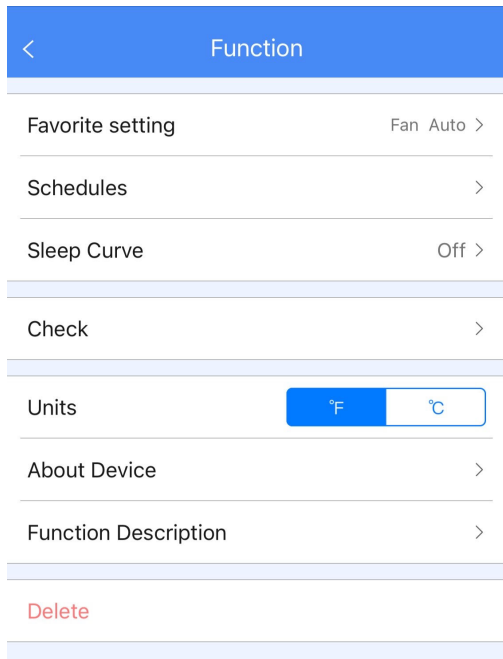 Function
Favorite setting Fan Auto
Schedules
Sleep Curve Off
Check
Units °F °C
About Device
Function Description
Delete